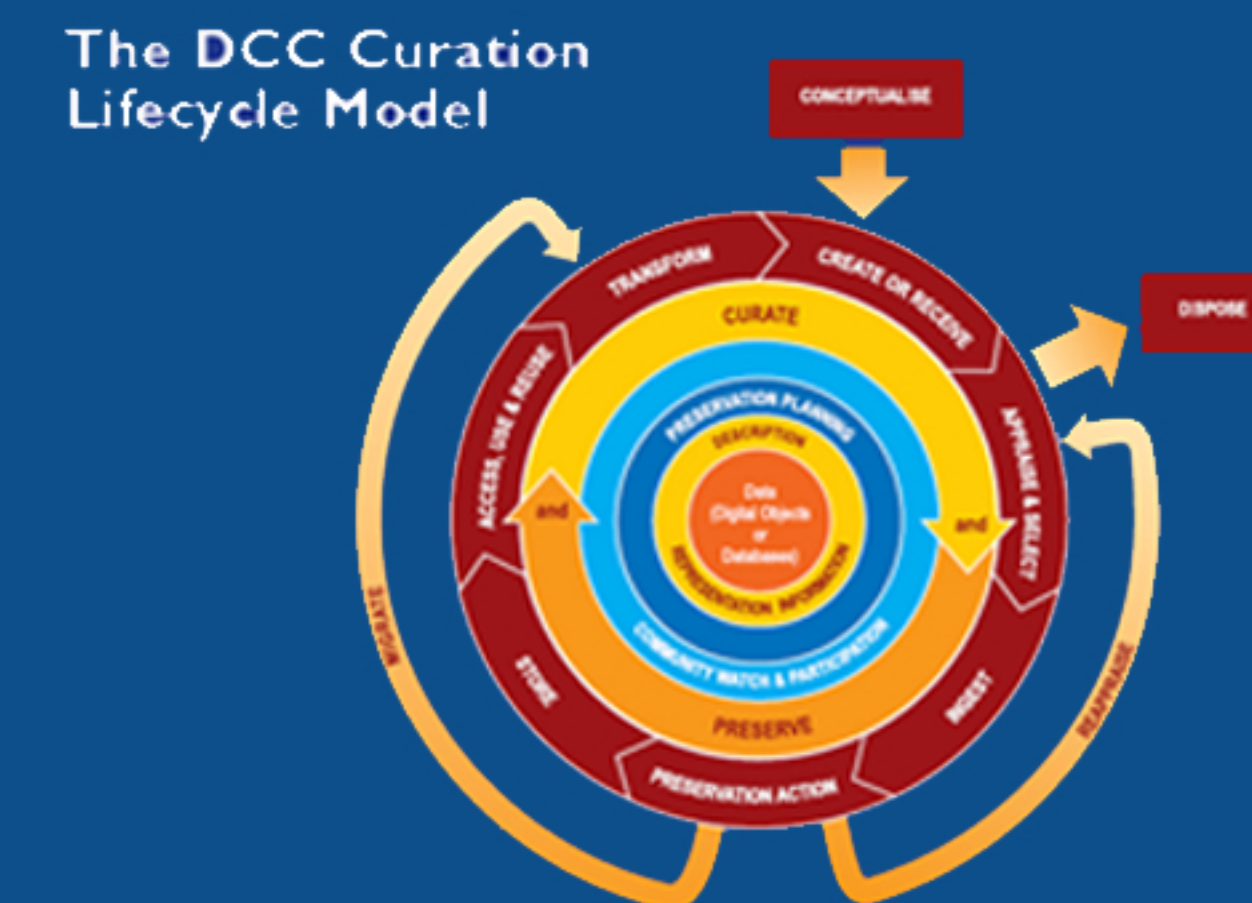 The DCC Curation
Lifecycle Model
CONCEPTUALISE
TRANSFORM
CREATE OR RECEIVE
DISPOSE
CURATE
ACCESS, USE & REUSE
PRESERVATION PLANNING
DESCRIPTION
APPRAISE & SELECT
Data
(Digital Objects
or
Databases)
and
and
REPRESENTATION INFORMATION
COMMUNITY WATCH & PARTICIPATION
MIGRATE
STORE
INGEST
REAPPRAISE
PRESERVE
PRESERVATION ACTION